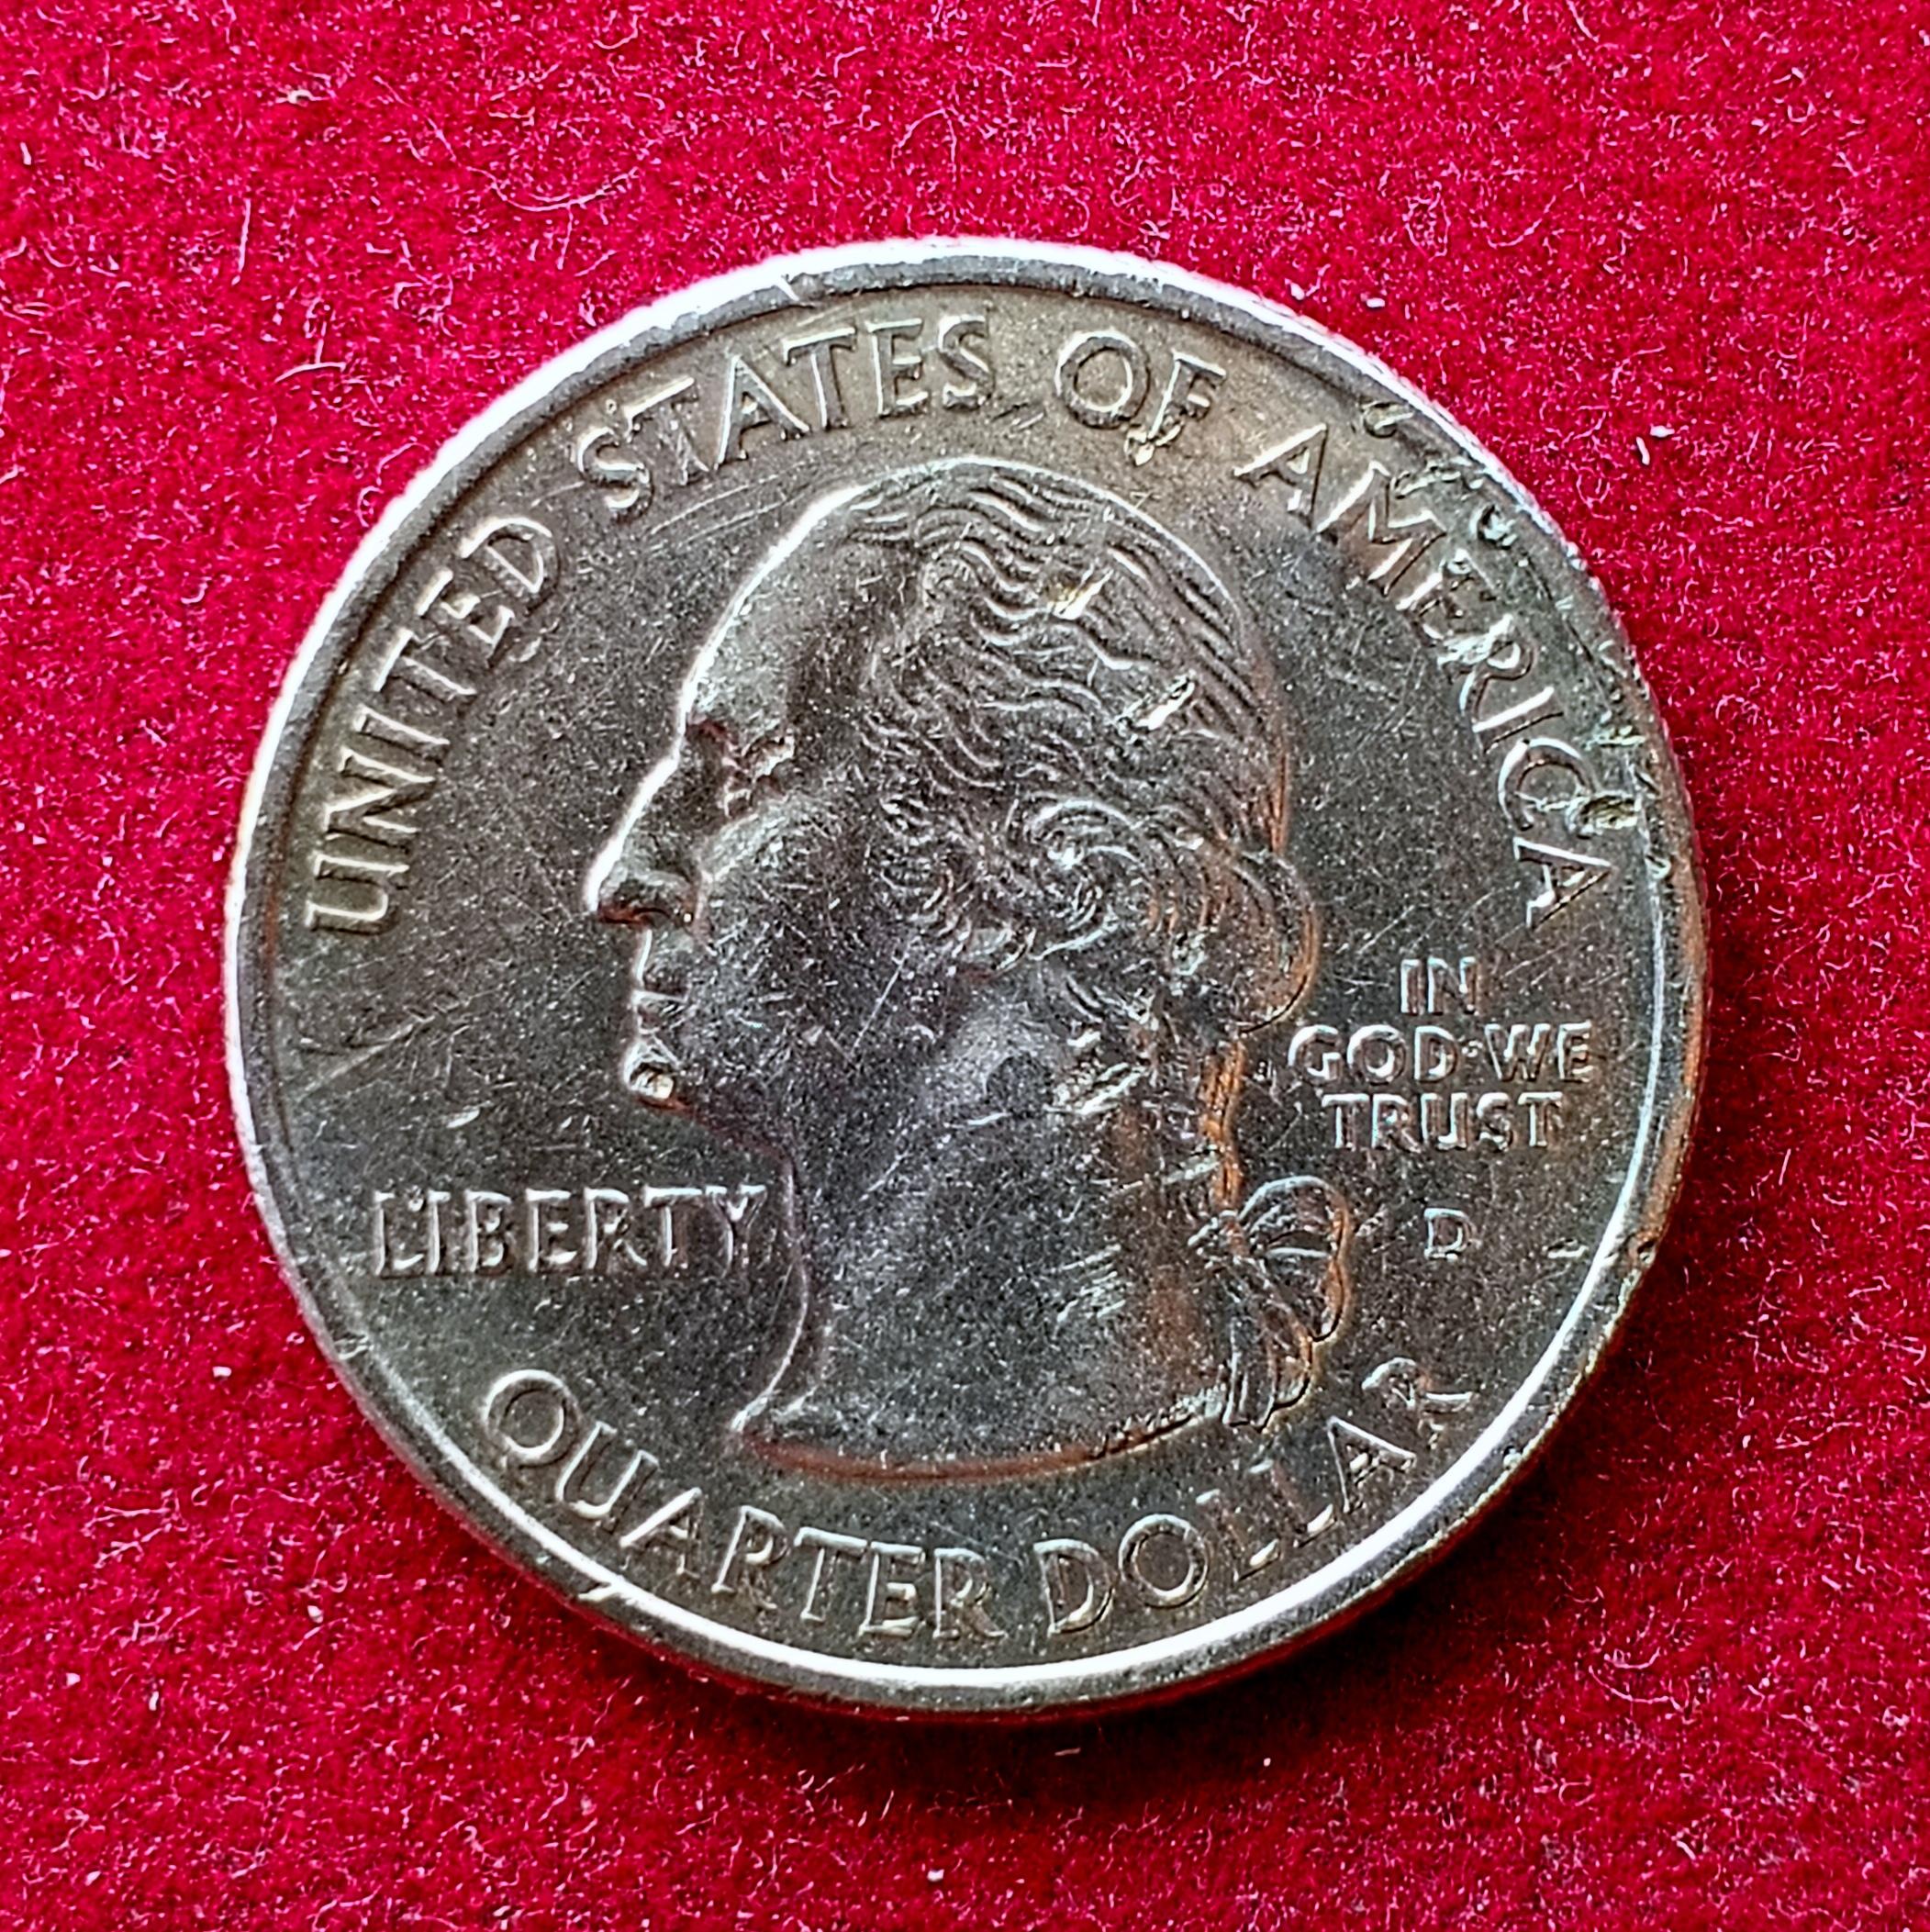 UNITED STATES OF AMERICA
LIBERTY
IN
GOD WE
TRUST
D
QUARTER DOLLAR